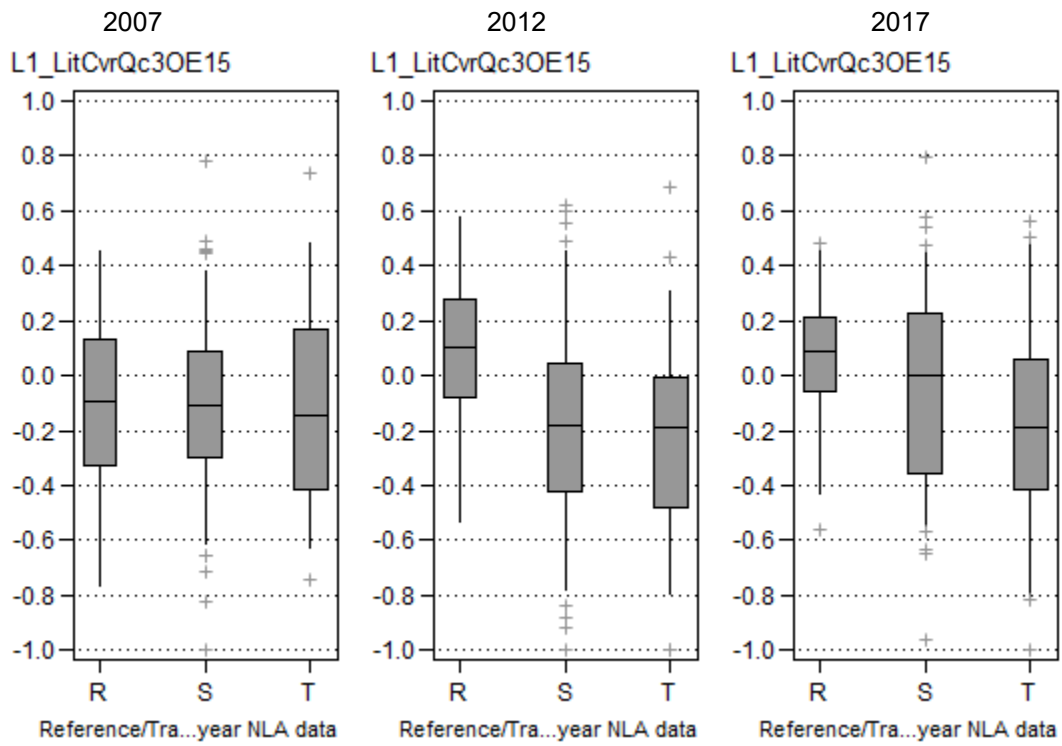 2007 2012 2017
L1_LitCvrQc3OE15 L1_LitCvrQc3OE15 L1_LitCvrQc3OE15
1.0 1.0 1.0
0.8 0.8 0.8
0.6 0.6 0.6
0.4 0.4 0.4
0.2 0.2 0.2
0.0 0.0 0.0
-0.2 -0.2 -0.2
-0.4 -0.4 -0.4
-0.6 -0.6 -0.6
-0.8 -0.8 -0.8
-1.0 -1.0 -1.0
R S T R S T R S T
Reference/Tra...year NLA data Reference/Tra...year NLA data Reference/Tra...year NLA data